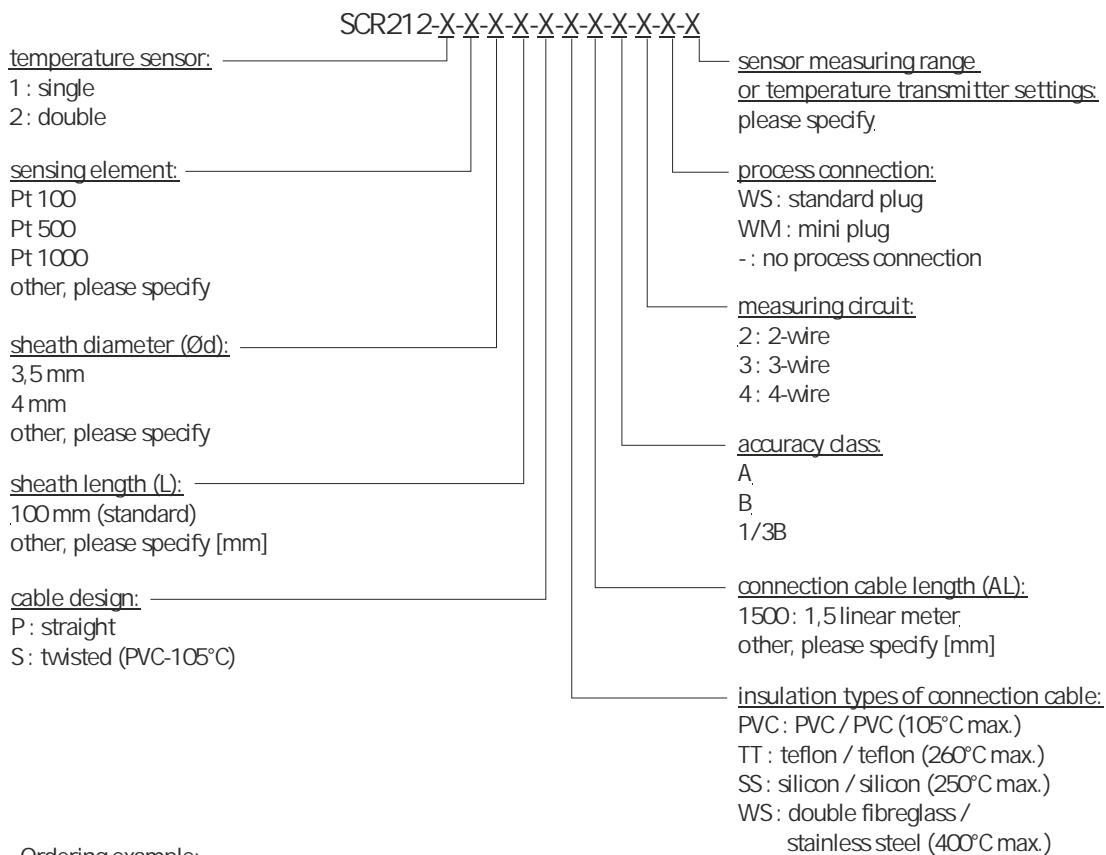 SCR212-X-X-X-X-X-X-X-X-X-X-X
temperature sensor:
1 : single
2 : double
sensing element:
Pt 100
Pt 500
Pt 1000
other, please specify
sheath diameter (Ød):
3,5 mm
4 mm
other, please specify
sheath length (L):
100 mm (standard)
other, please specify [mm]
cable design:
P : straight
S : twisted (PVC-105°C)
sensor measuring range
or temperature transmitter settings:
please specify
process connection:
WS : standard plug
WM : mini plug
- : no process connection
measuring circuit:
2 : 2-wire
3 : 3-wire
4 : 4-wire
accuracy class:
A
B
1/3B
connection cable length (AL):
1500 : 1,5 linear meter
other, please specify [mm]
insulation types of connection cable:
PVC : PVC / PVC (105°C max.)
TT : teflon / teflon (260°C max.)
SS : silicon / silicon (250°C max.)
WS : double fibreglass /
stainless steel (400°C max.)
Ordering example: